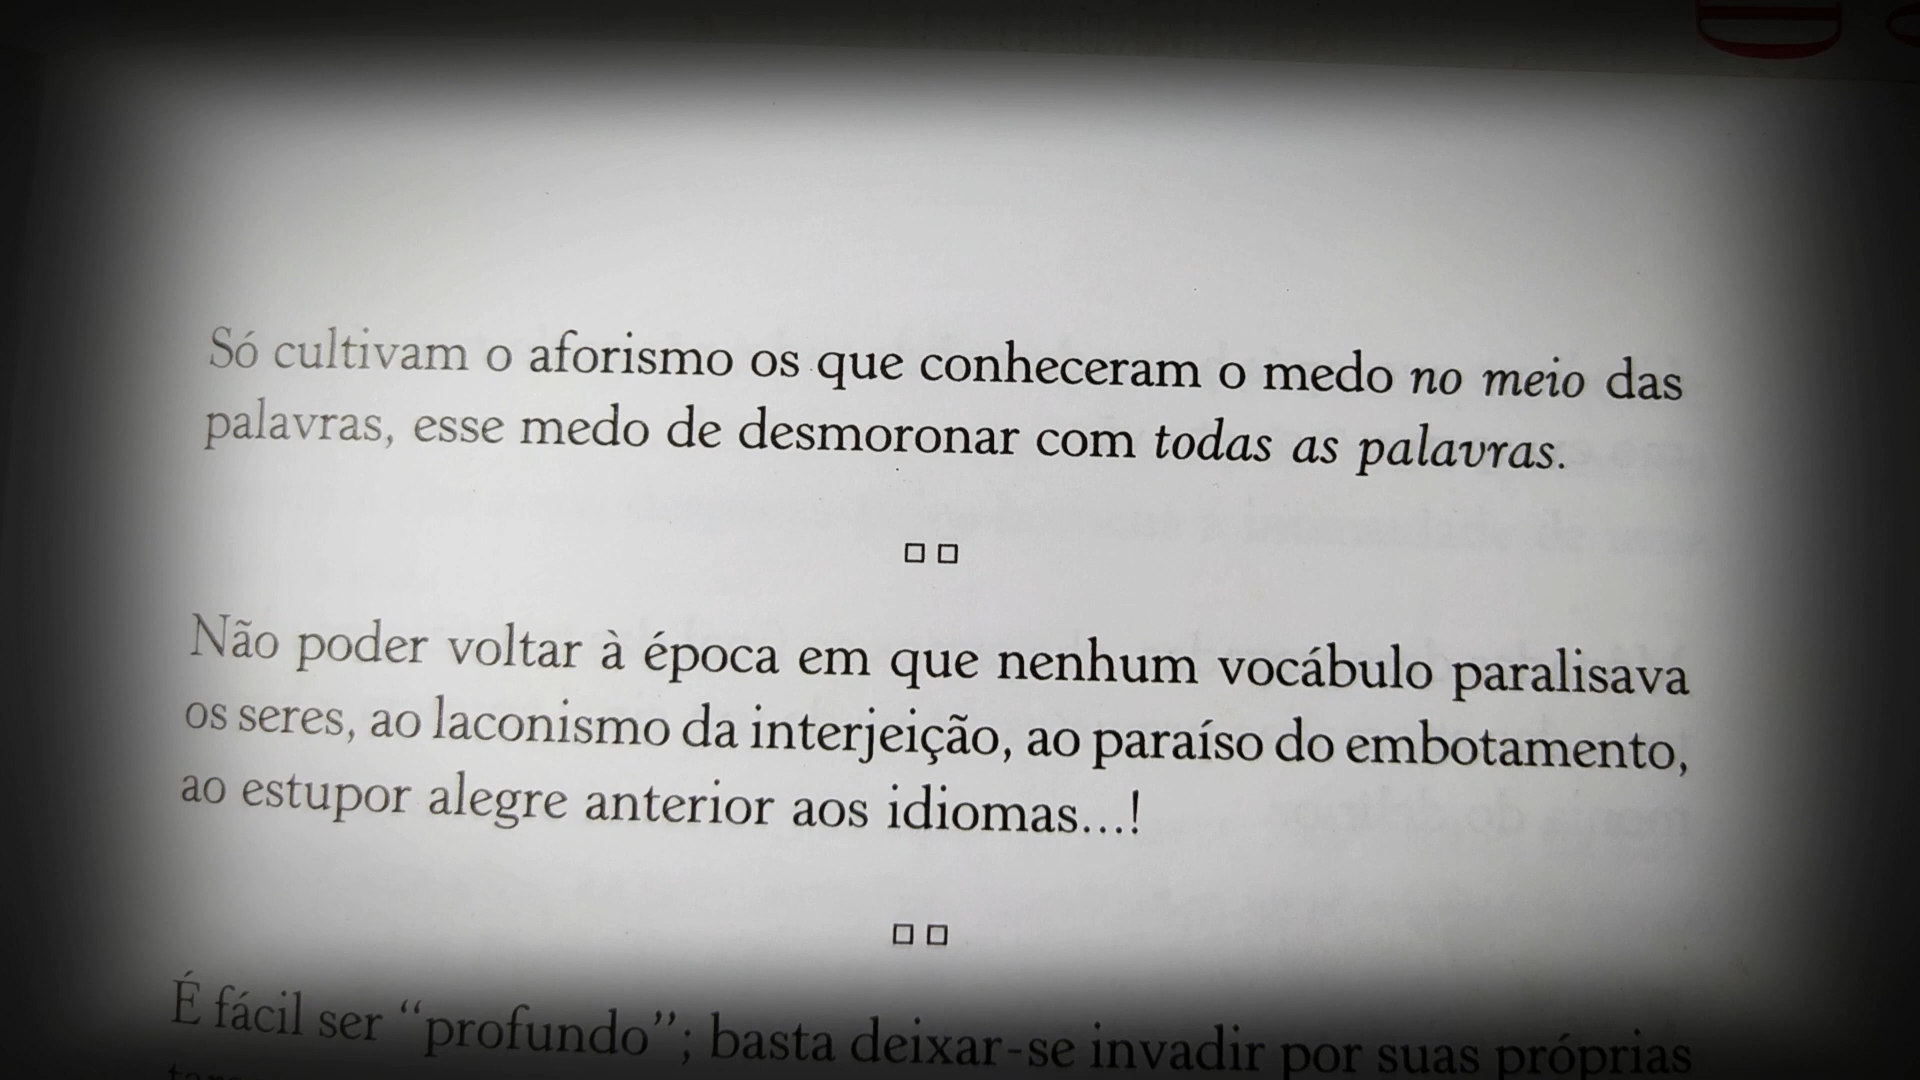 Só cultivam o aforismo os que conheceram o medo no meio das
palavras, esse medo de desmoronar com todas as palavras.
Não poder voltar à época em que nenhum vocábulo paralisava
os seres, ao laconismo da interjeição, ao paraíso do embotamento,
ao estupor alegre anterior aos idiomas...!
É fácil ser “profundo”; basta deixar-se invadir por suas próprias